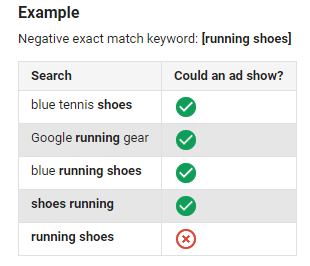 Example
Negative exact match keyword: [running shoes]
Search Could an ad show?
blue tennis shoes
Google running gear
blue running shoes
shoes running
running shoes